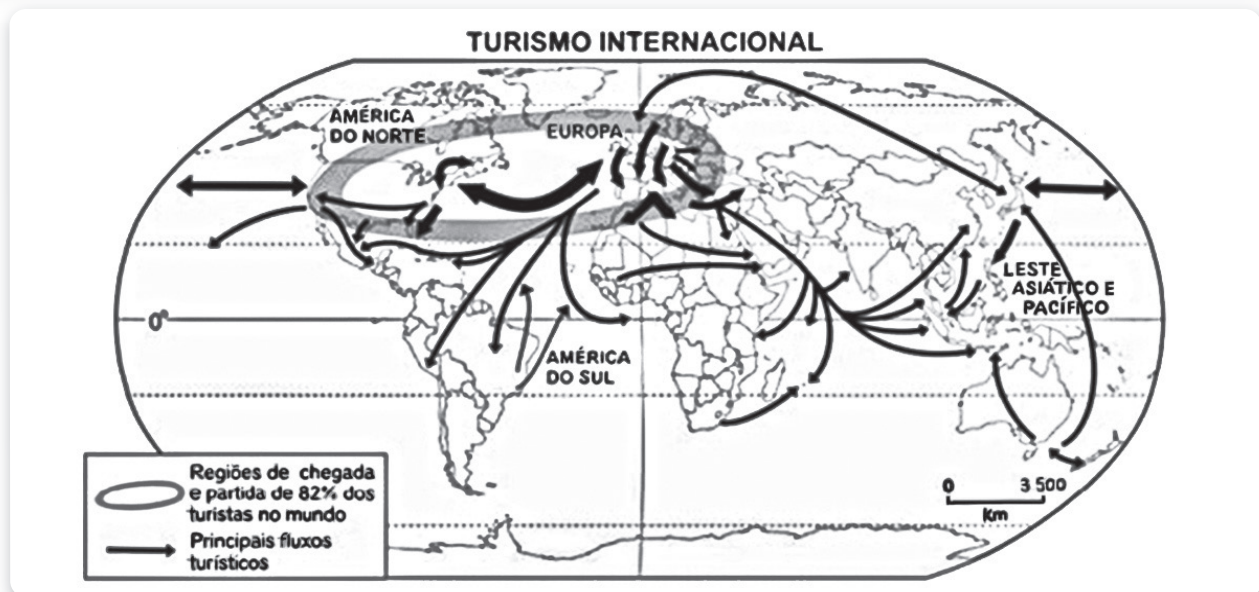 TURISMO INTERNACIONAL
AMÉRICA
DO NORTE
EUROPA
LESTE
ASIÁTICO E
PACÍFICO
0°
AMÉRICA
DO SUL
Regiões de chegada
e partida de 82% dos
turistas no mundo
Principais fluxos
turísticos
0 3 500
Km